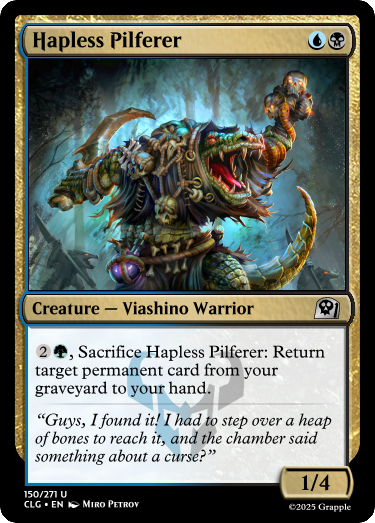 Hapless Pilferer
Creature — Viashino Warrior
2 , Sacrifice Hapless Pilferer: Return
target permanent card from your
graveyard to your hand.
“Guys, I found it! I had to step over a heap
of bones to reach it, and the chamber said
something about a curse?”
1/4
150/271 U
CLG • EN Miro Petrov
©2025 Grapple